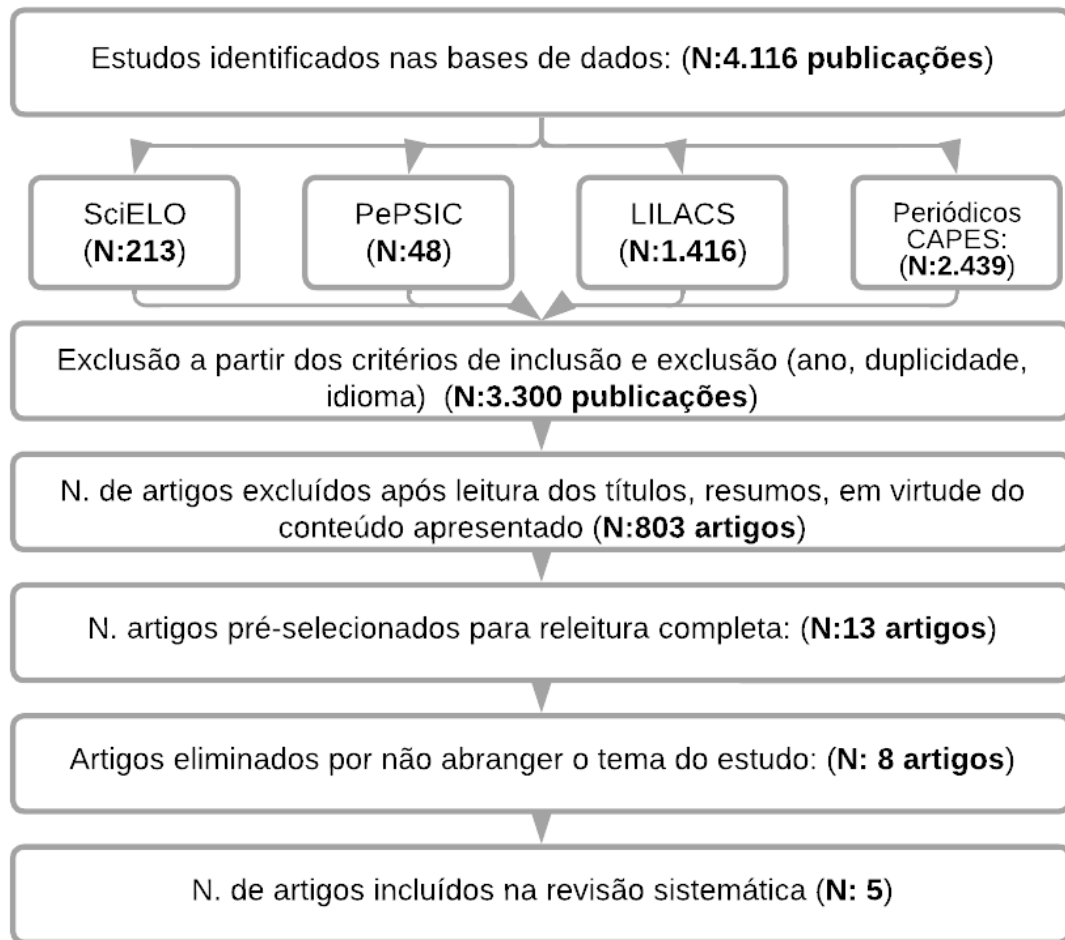 Estudos identificados nas bases de dados: (N:4.116 publicações)
SciELO
(N:213)
PePSIC
(N:48)
LILACS
(N:1.416)
Periódicos
CAPES:
(N:2.439)
Exclusão a partir dos critérios de inclusão e exclusão (ano, duplicidade,
idioma)  (N:3.300 publicações)
N. de artigos excluídos após leitura dos títulos, resumos, em virtude do
conteúdo apresentado (N:803 artigos)
N. artigos pré-selecionados para releitura completa: (N:13 artigos)
Artigos eliminados por não abranger o tema do estudo: (N: 8 artigos)
N. de artigos incluídos na revisão sistemática (N: 5)